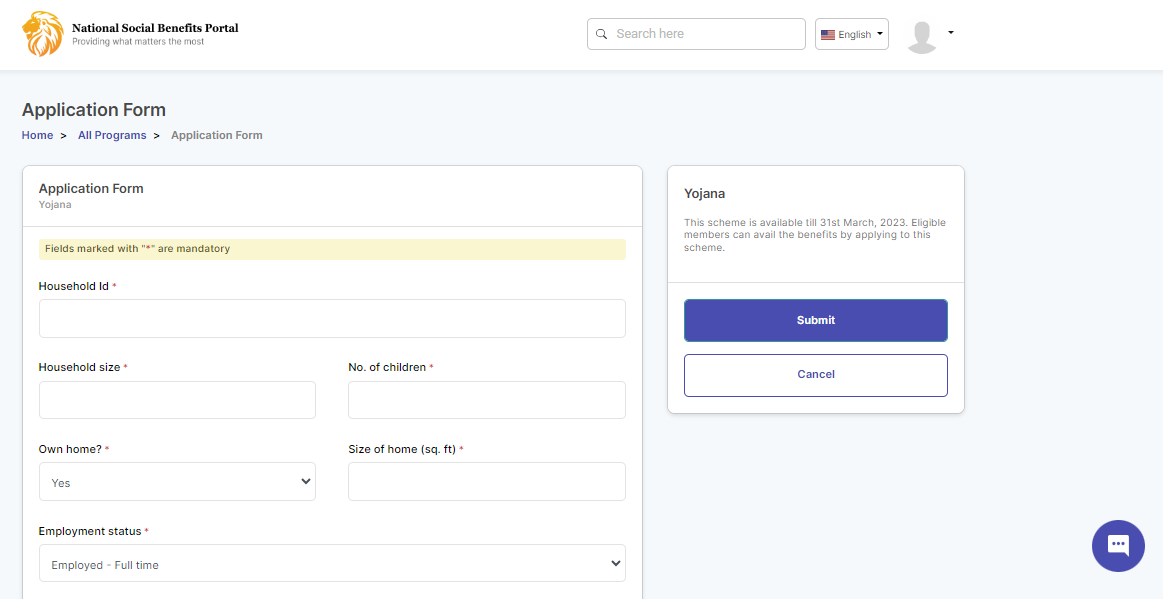 National Social Benefits Portal
Providing what matters the most
Search here
English
Application Form
Home > All Programs > Application Form
Application Form
Yojana
Fields marked with "*" are mandatory
Household Id *
Household size *
No. of children *
Own home? *
Size of home (sq. ft) *
Yes
Employment status *
Employed - Full time
Yojana
This scheme is available till 31st March, 2023. Eligible
members can avail the benefits by applying to this
scheme.
Submit
Cancel